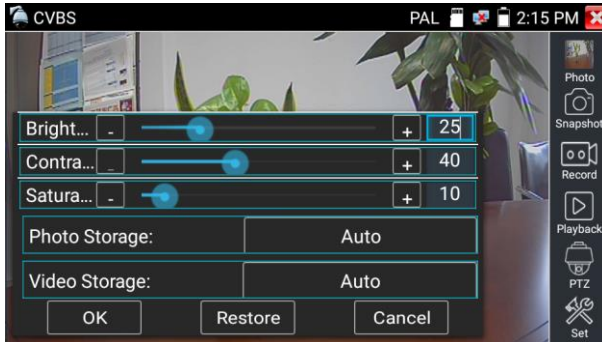 CVBS PAL 2:15 PM
Photo
Snapshot
Record
Playback
PTZ
Set
Bright... - + 25
Contra... - + 40
Satura... - + 10
Photo Storage: Auto
Video Storage: Auto
OK Restore Cancel